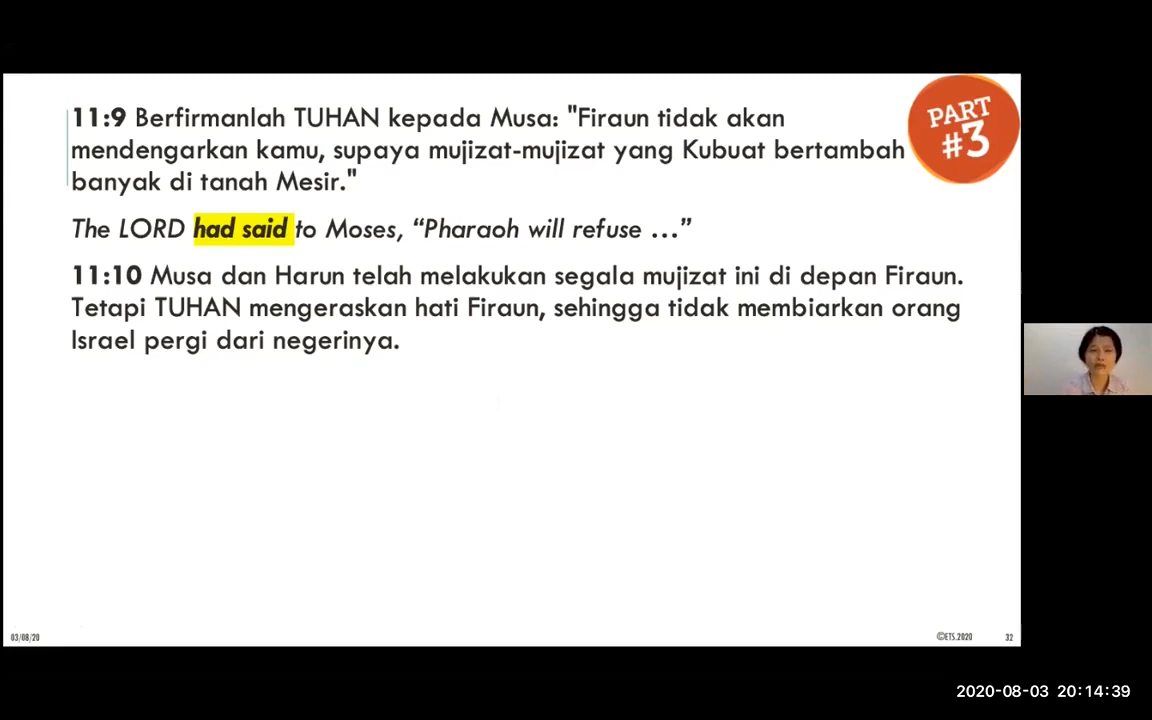 11:9 Berfirmanlah TUHAN kepada Musa: "Firaun tidak akan
mendengarkan kamu, supaya mujizat-mujizat yang Kubuat bertambah
banyak di tanah Mesir."
PART
#3
The LORD had said to Moses, “Pharaoh will refuse …”
11:10 Musa dan Harun telah melakukan segala mujizat ini di depan Firaun.
Tetapi TUHAN mengeraskan hati Firaun, sehingga tidak membiarkan orang
Israel pergi dari negerinya.
03/08/20
©ETS.2020
32
2020-08-03 20:14:39